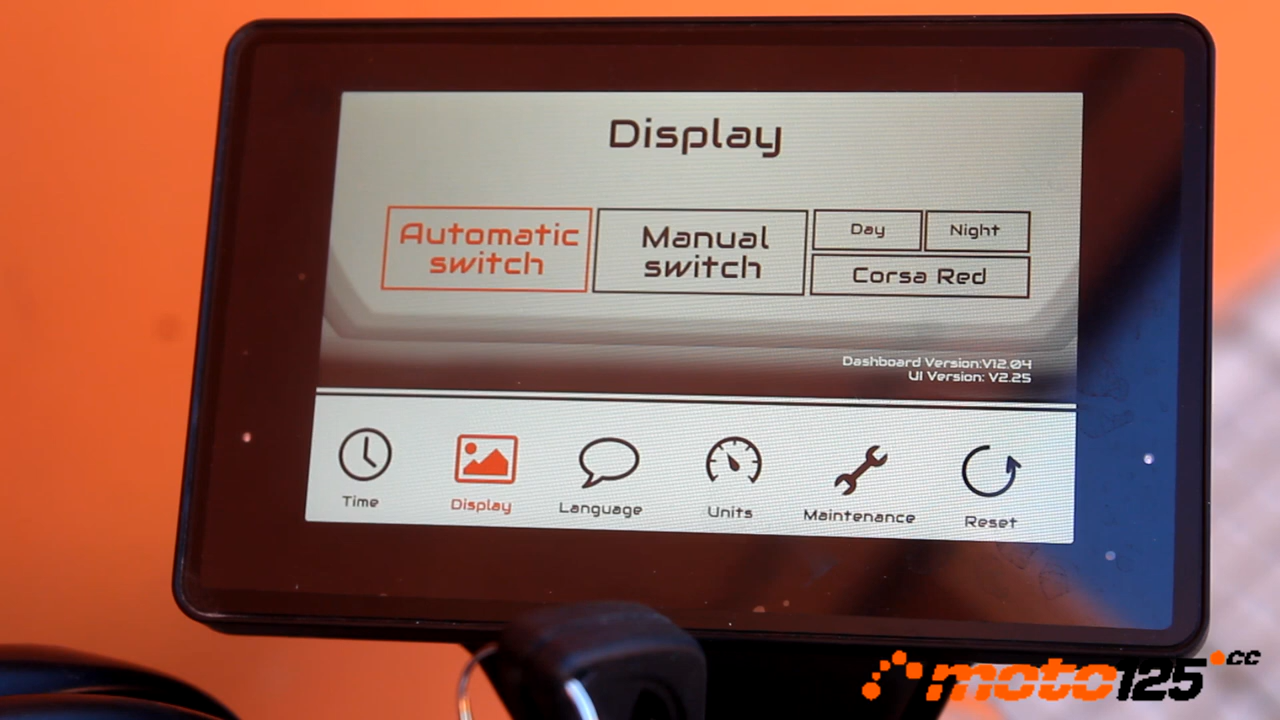 Display
Automatic
switch
Manual
switch
Day
Night
Corsa Red
Dashboard Version:V12.04
UI Version: V2.25
Time
Display
Language
Units
Maintenance
Reset
moto125.cc